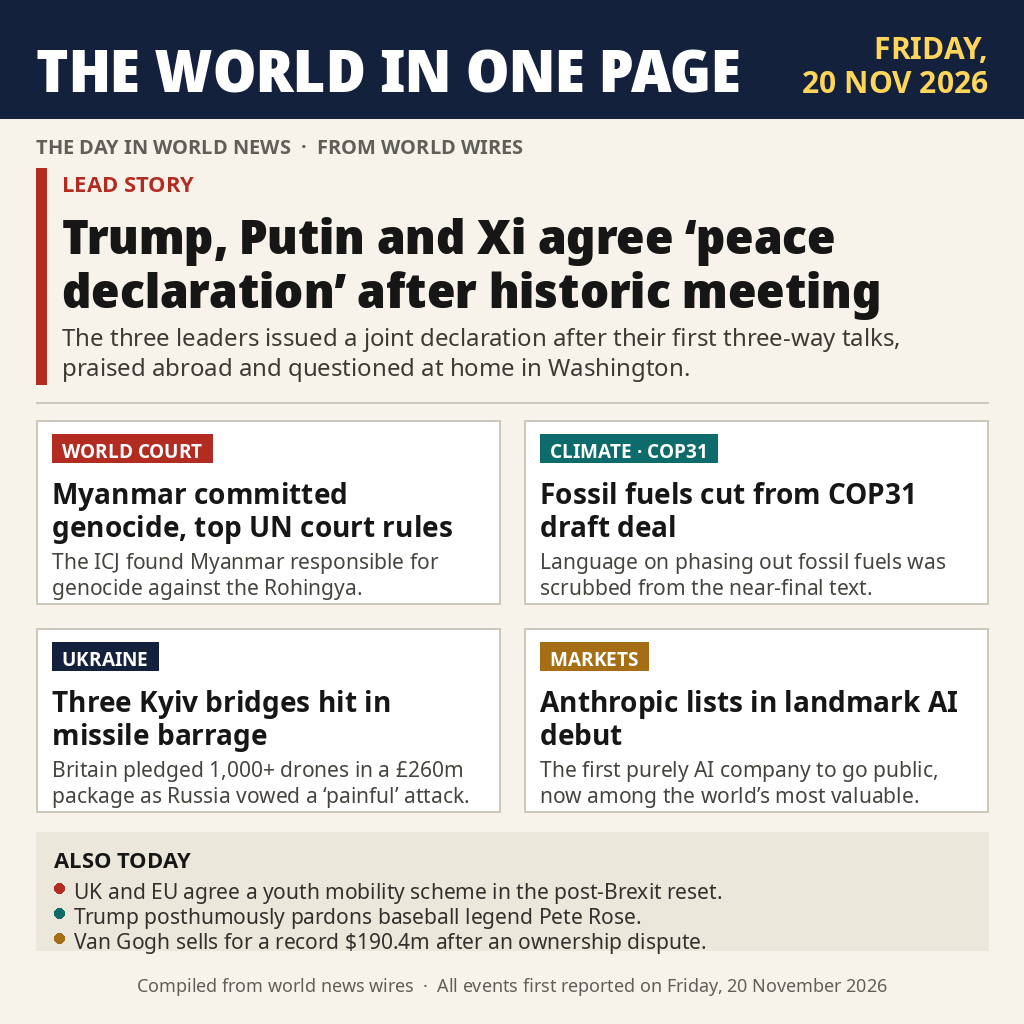 THE WORLD IN ONE PAGE
FRIDAY,
20 NOV 2026
THE DAY IN WORLD NEWS · FROM WORLD WIRES
LEAD STORY
Trump, Putin and Xi agree ‘peace
declaration’ after historic meeting
The three leaders issued a joint declaration after their first three-way talks,
praised abroad and questioned at home in Washington.
WORLD COURT
Myanmar committed
genocide, top UN court rules
The ICJ found Myanmar responsible for
genocide against the Rohingya.
CLIMATE · COP31
Fossil fuels cut from COP31
draft deal
Language on phasing out fossil fuels was
scrubbed from the near-final text.
UKRAINE
Three Kyiv bridges hit in
missile barrage
Britain pledged 1,000+ drones in a £260m
package as Russia vowed a ‘painful’ attack.
MARKETS
Anthropic lists in landmark AI
debut
The first purely AI company to go public,
now among the world’s most valuable.
ALSO TODAY
UK and EU agree a youth mobility scheme in the post-Brexit reset.
Trump posthumously pardons baseball legend Pete Rose.
Van Gogh sells for a record $190.4m after an ownership dispute.
Compiled from world news wires · All events first reported on Friday, 20 November 2026